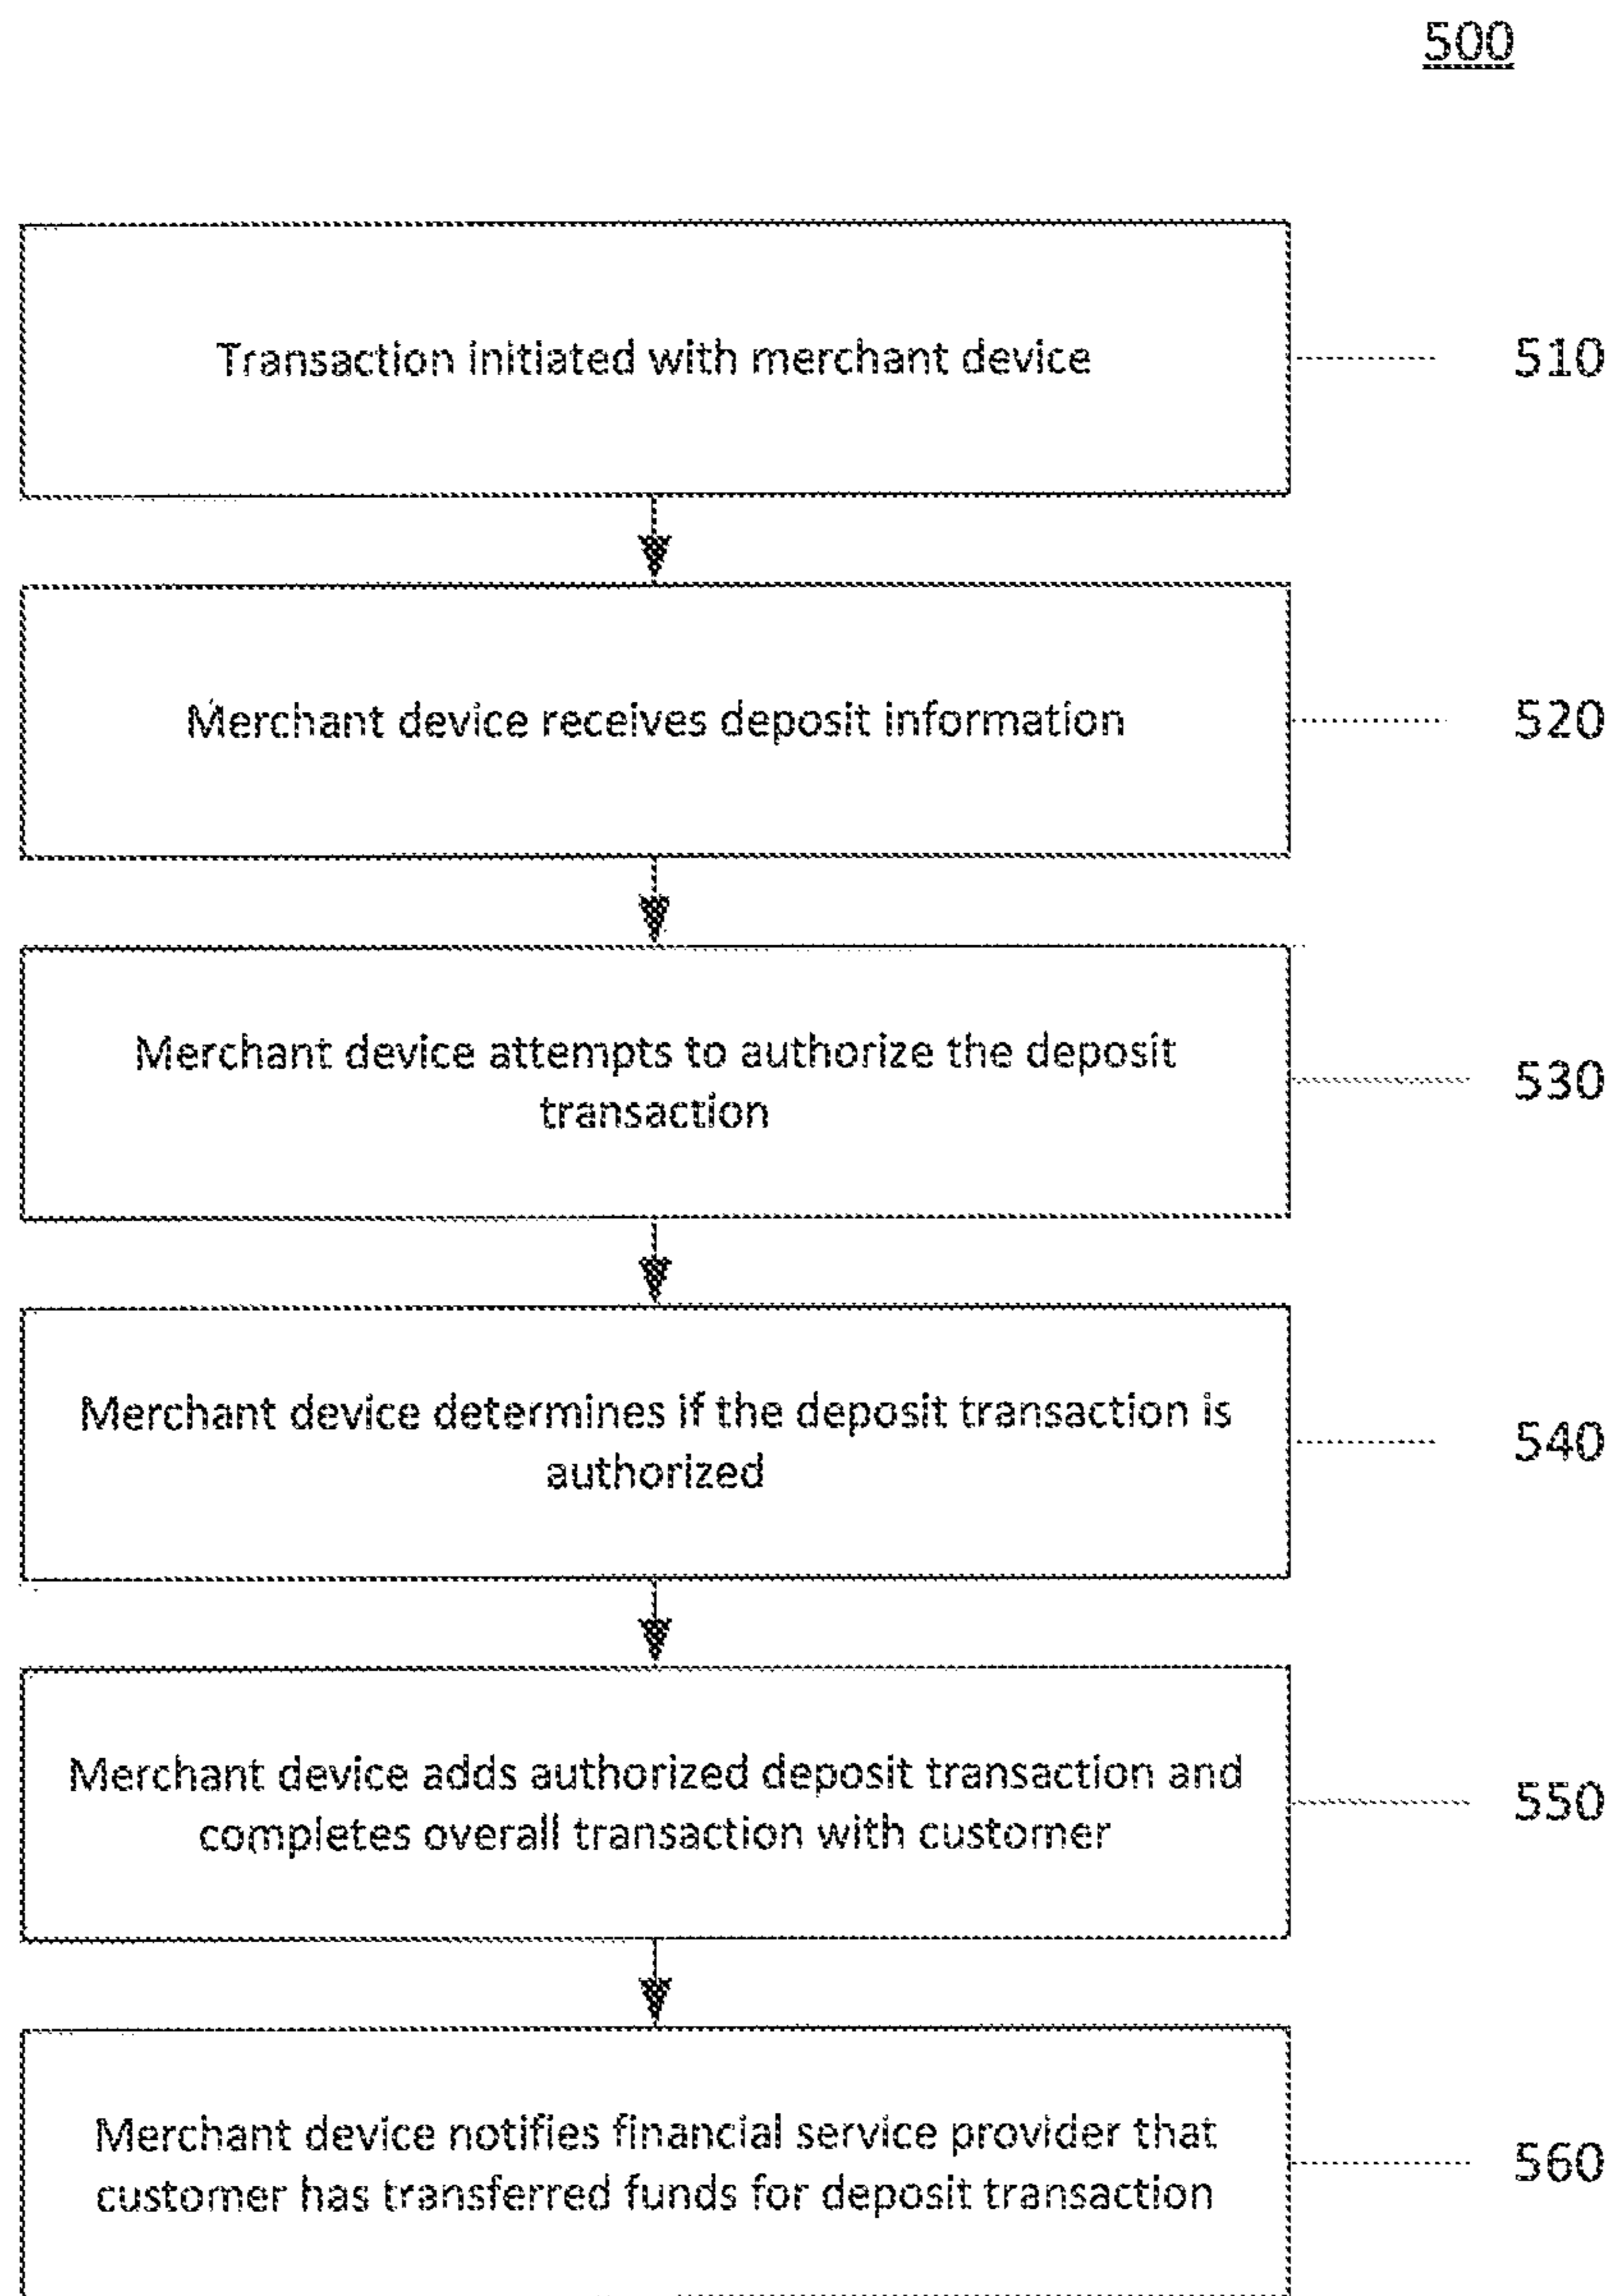 500
Transaction initiated with merchant device
510
Merchant device receives deposit information
520
Merchant device attempts to authorize the deposit
transaction
530
Merchant device determines if the deposit transaction is
authorized
540
Merchant device adds authorized deposit transaction and
completes overall transaction with customer
550
Merchant device notifies financial service provider that
customer has transferred funds for deposit transaction
560